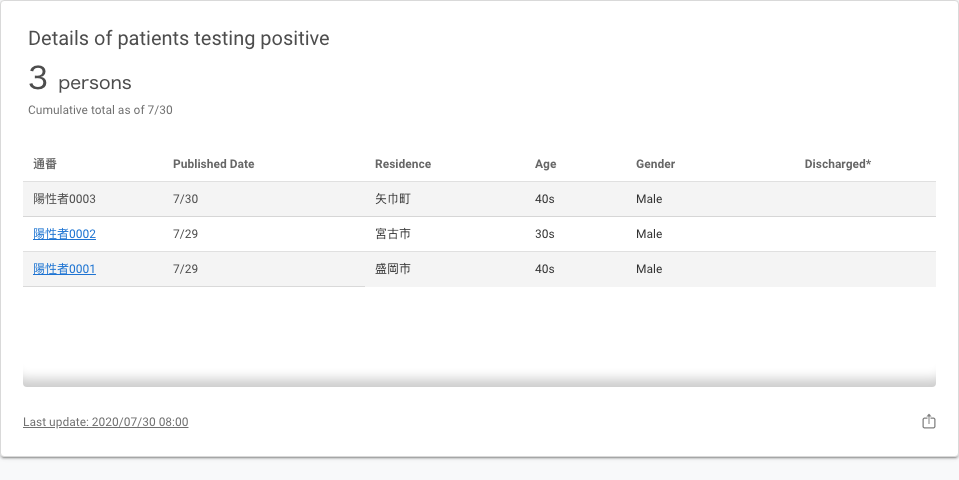 Details of patients testing positive
3 persons
Cumulative total as of 7/30
通番 Published Date Residence Age Gender Discharged*
陽性者0003 7/30 矢巾町 40s Male
陽性者0002 7/29 宮古市 30s Male
陽性者0001 7/29 盛岡市 40s Male
Last update: 2020/07/30 08:00